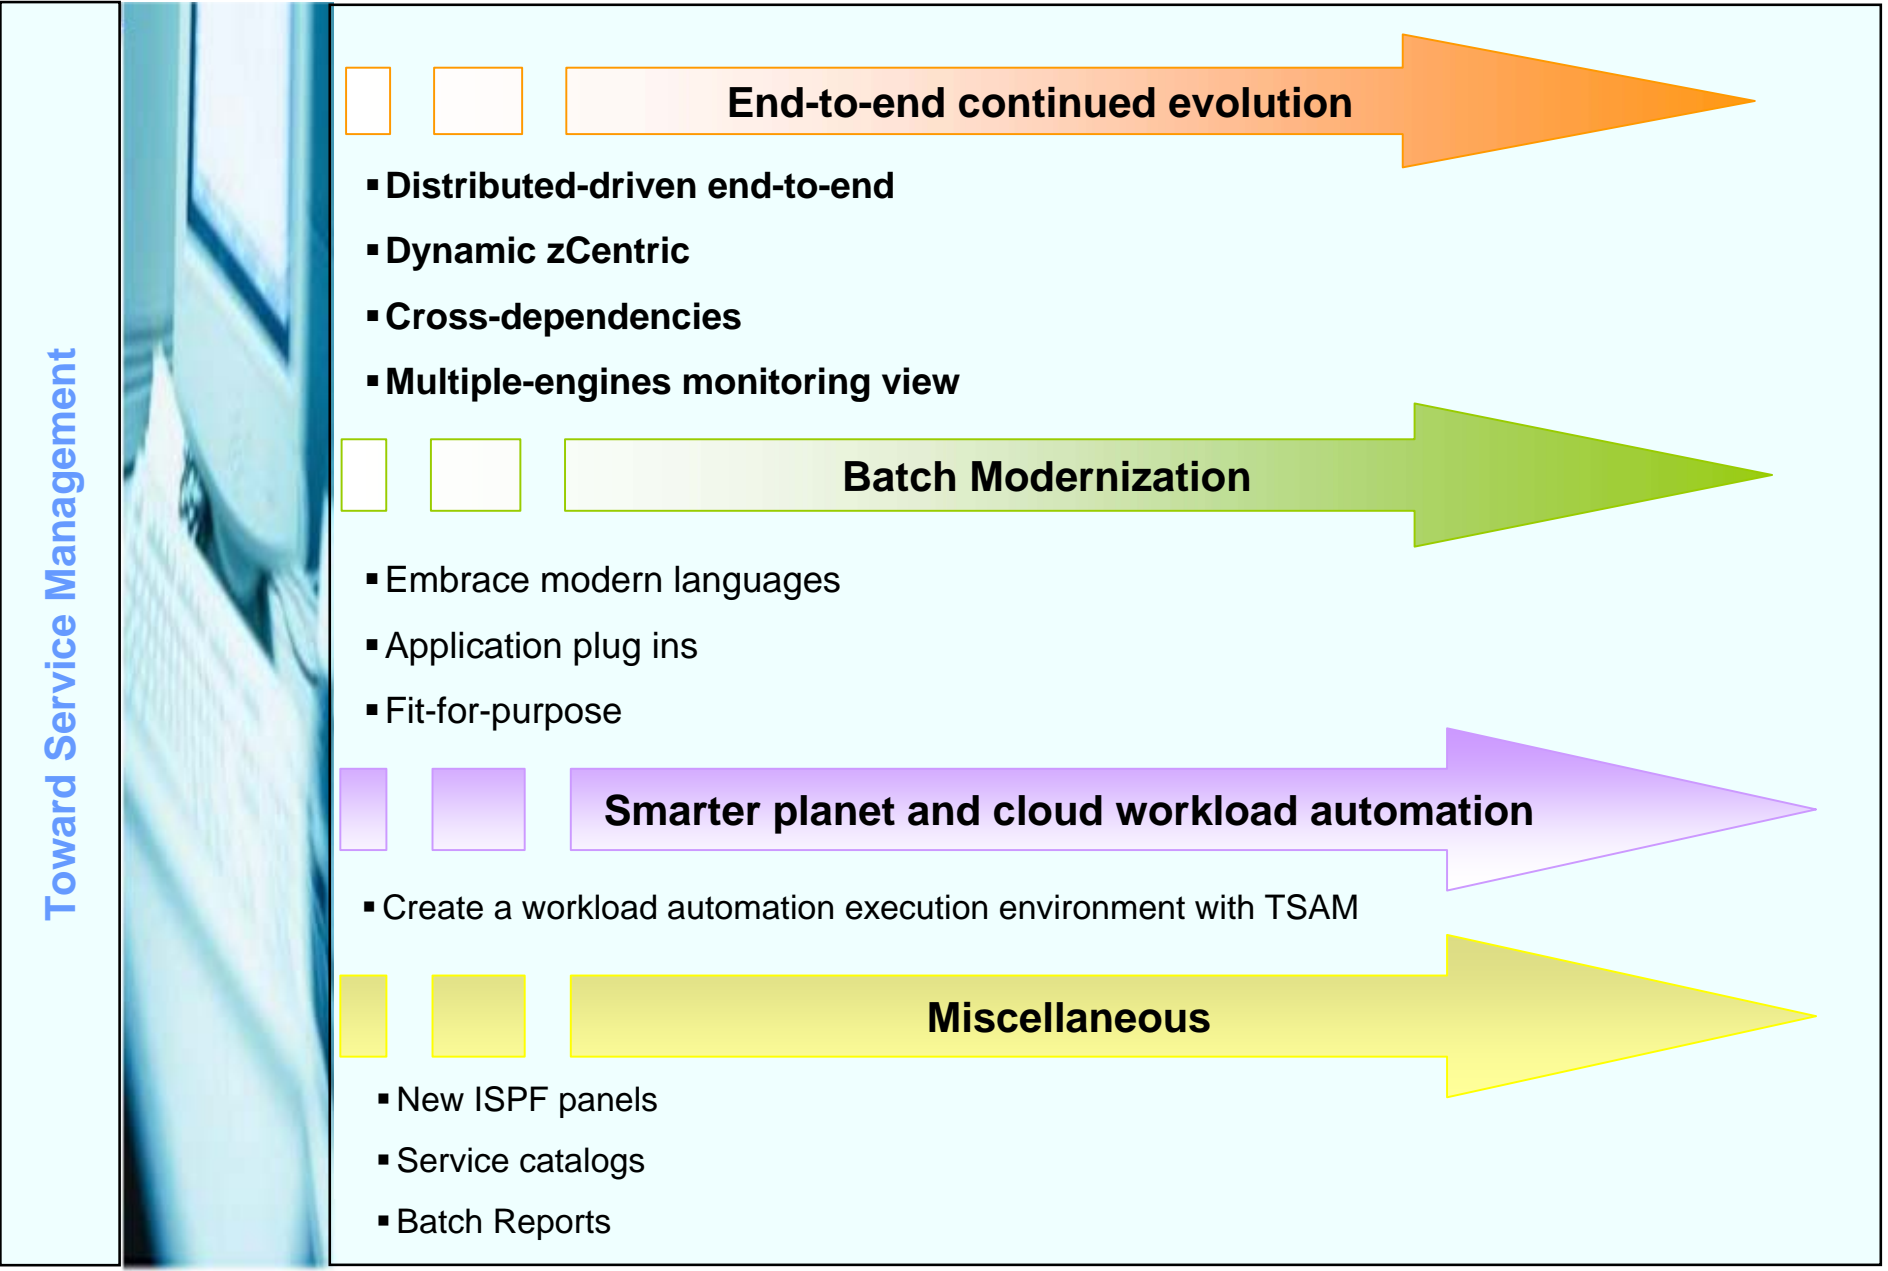 Toward Service Management
End-to-end continued evolution
▪Distributed-driven end-to-end
▪Dynamic zCentric
▪Cross-dependencies
▪Multiple-engines monitoring view
Batch Modernization
▪Embrace modern languages
▪Application plug ins
▪Fit-for-purpose
Smarter planet and cloud workload automation
▪Create a workload automation execution environment with TSAM
Miscellaneous
▪New ISPF panels
▪Service catalogs
▪Batch Reports